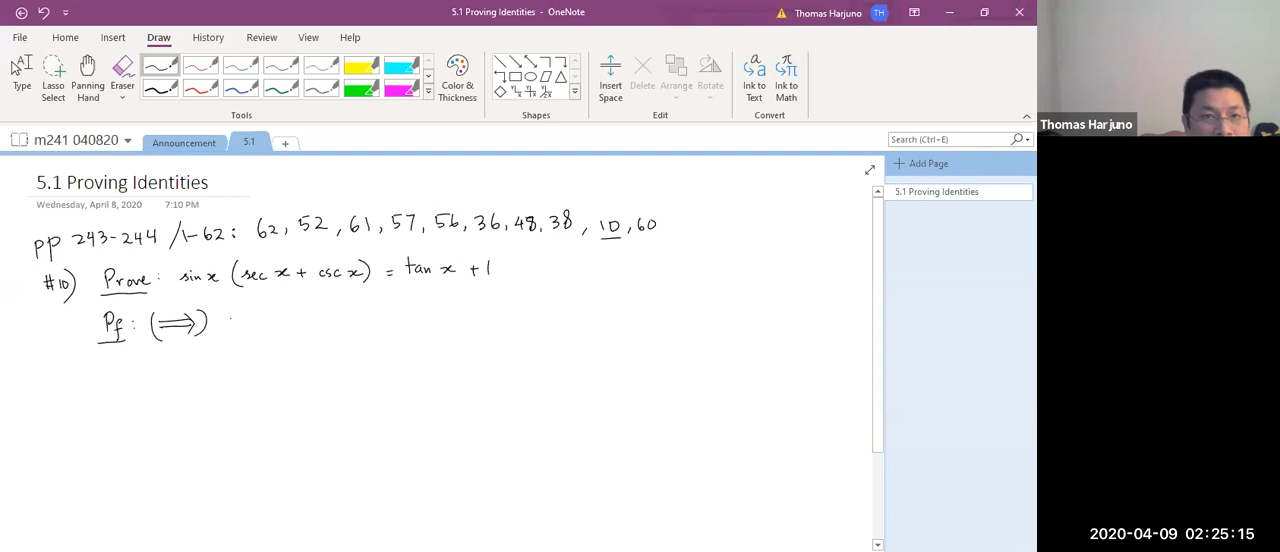 5.1 Proving Identities - OneNote
Thomas Harjuno TH
File Home Insert Draw History Review View Help
Type Lasso Select Panning Hand Eraser Color & Thickness Insert Space Delete Arrange Rotate Ink to Text Ink to Math
Tools Shapes Edit Convert
m241 040820 Announcement 5.1 Search (Ctrl+E)
Thomas Harjuno
Add Page
5.1 Proving Identities
5.1 Proving Identities
Wednesday, April 8, 2020 7:10 PM
pp 243-244 /1-62: 62, 52, 61, 57, 56, 36, 48, 38, 10, 60
#10) Prove: sin x (sec x + csc x) = tan x + 1
Pf: (⟹)
2020-04-09 02:25:15